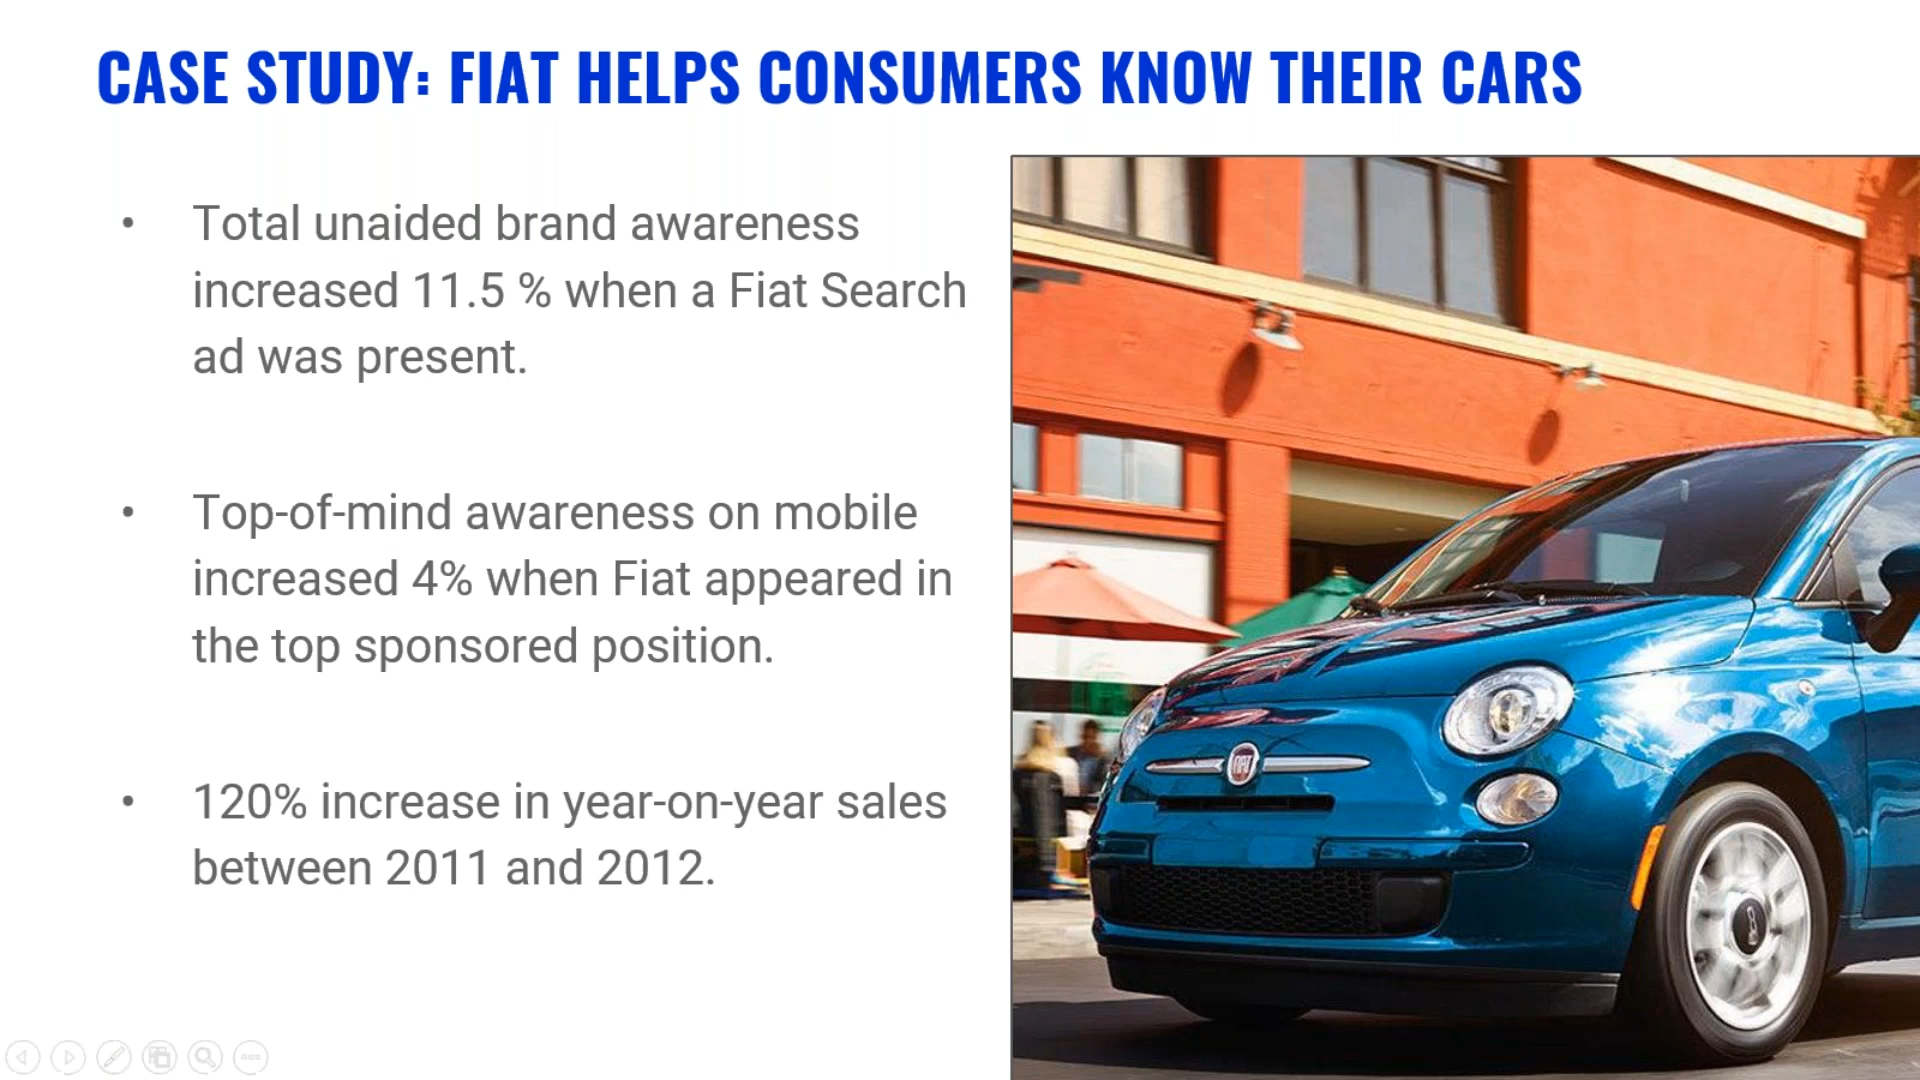 CASE STUDY: FIAT HELPS CONSUMERS KNOW THEIR CARS
• Total unaided brand awareness
increased 11.5 % when a Fiat Search
ad was present.
• Top-of-mind awareness on mobile
increased 4% when Fiat appeared in
the top sponsored position.
• 120% increase in year-on-year sales
between 2011 and 2012.
FIAT